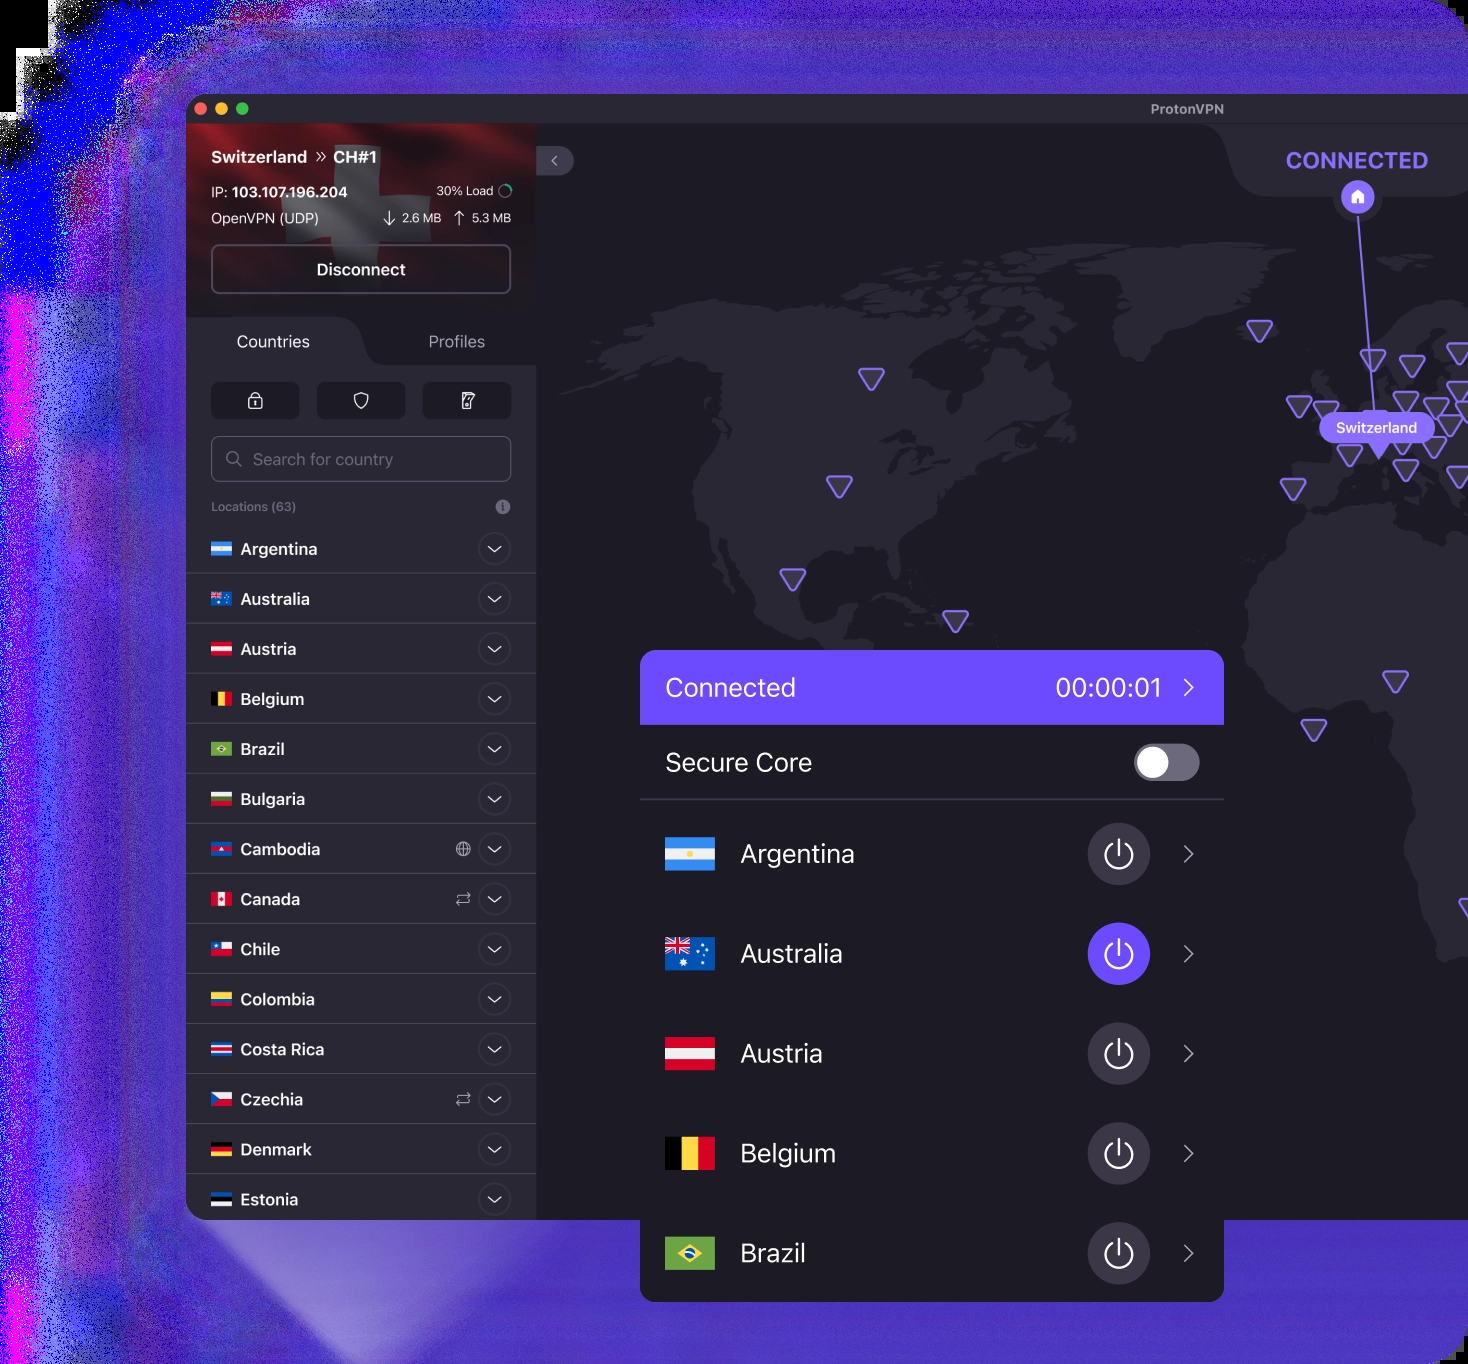 ProtonVPN
Switzerland » CH#1
IP: 103.107.196.204 30% Load
OpenVPN (UDP) ↓ 2.6 MB ↑ 5.3 MB
Disconnect
Countries Profiles
Search for country
Locations (63)
Argentina
Australia
Austria
Belgium
Brazil
Bulgaria
Cambodia
Canada
Chile
Colombia
Costa Rica
Czechia
Denmark
Estonia
CONNECTED
Switzerland
Connected 00:00:01
Secure Core
Argentina
Australia
Austria
Belgium
Brazil